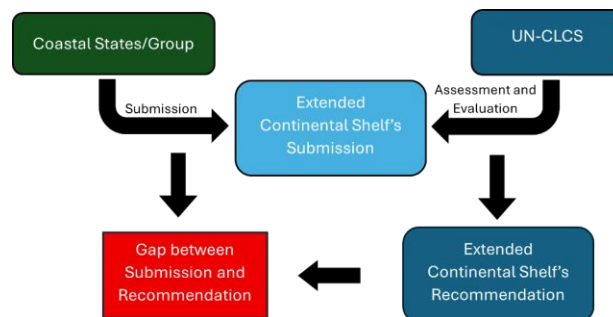 Coastal States/Group
UN-CLCS
Submission
Extended
Continental Shelf's
Submission
Assessment and
Evaluation
Gap between
Submission and
Recommendation
Extended
Continental Shelf's
Recommendation